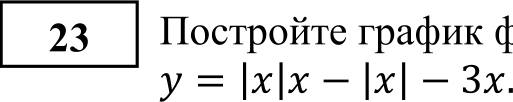 23
Постройте график ф
y = |x|x − |x| − 3x.